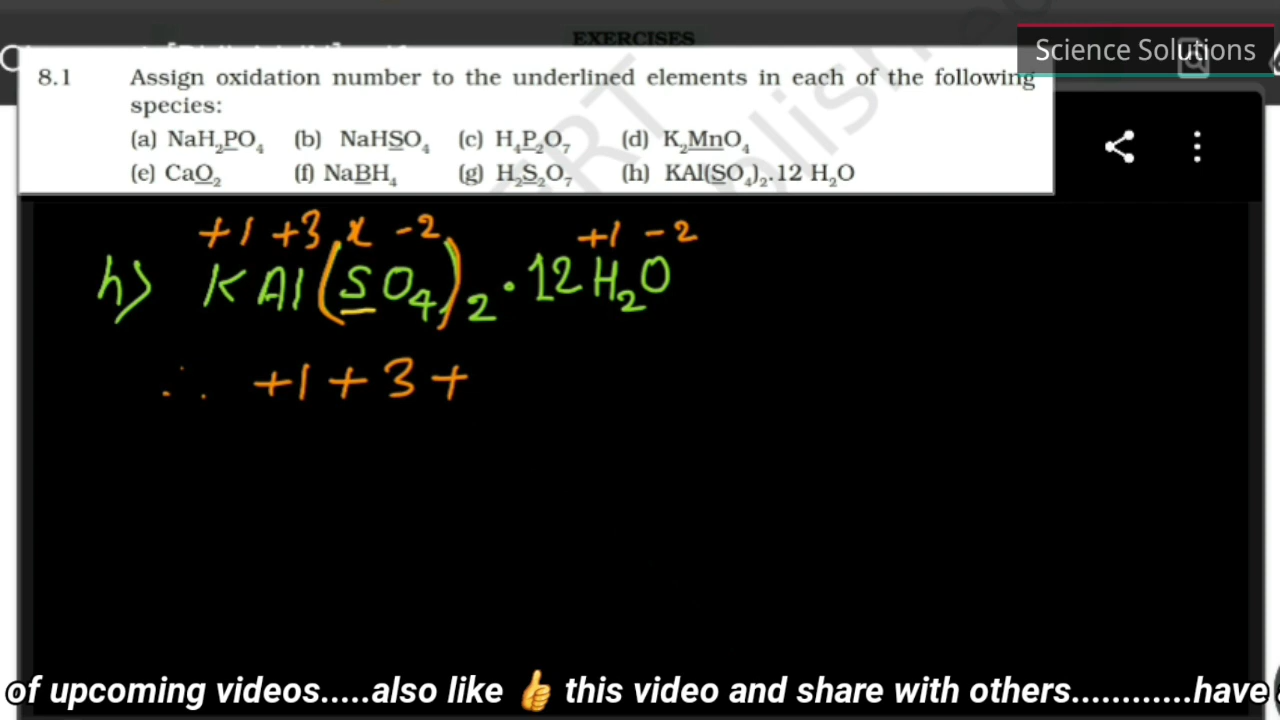 EXERCISES
Science Solutions
8.1 Assign oxidation number to the underlined elements in each of the following
species:
(a) NaH₂PO₄ (b) NaHSO₄ (c) H₄P₂O₇ (d) K₂MnO₄
(e) CaO₂ (f) NaBH₄ (g) H₂S₂O₇ (h) KAl(SO₄)₂.12 H₂O
+1 +3 x -2 +1 -2
h) KAl(SO₄)₂·12H₂O
∴ +1+3+
of upcoming videos.....also like 👍 this video and share with others............have